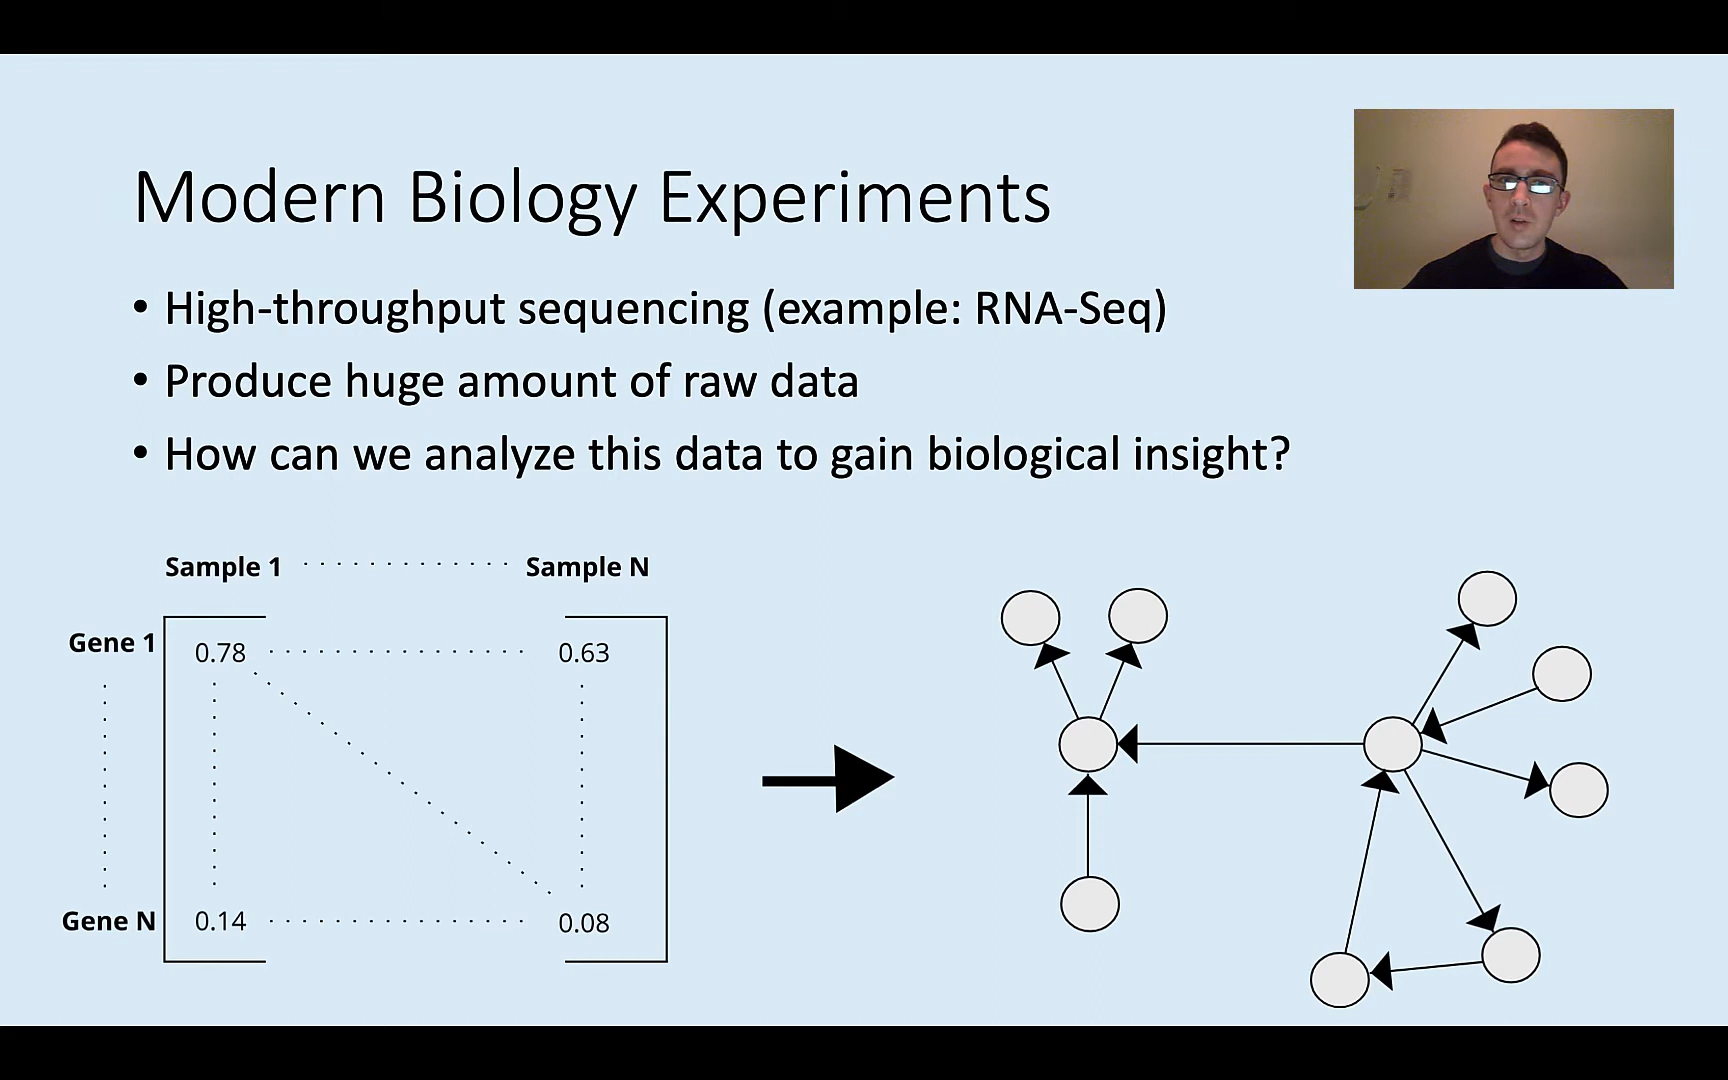 Modern Biology Experiments
• High-throughput sequencing (example: RNA-Seq)
• Produce huge amount of raw data
• How can we analyze this data to gain biological insight?
Sample 1 Sample N
Gene 1 0.78 0.63
Gene N 0.14 0.08